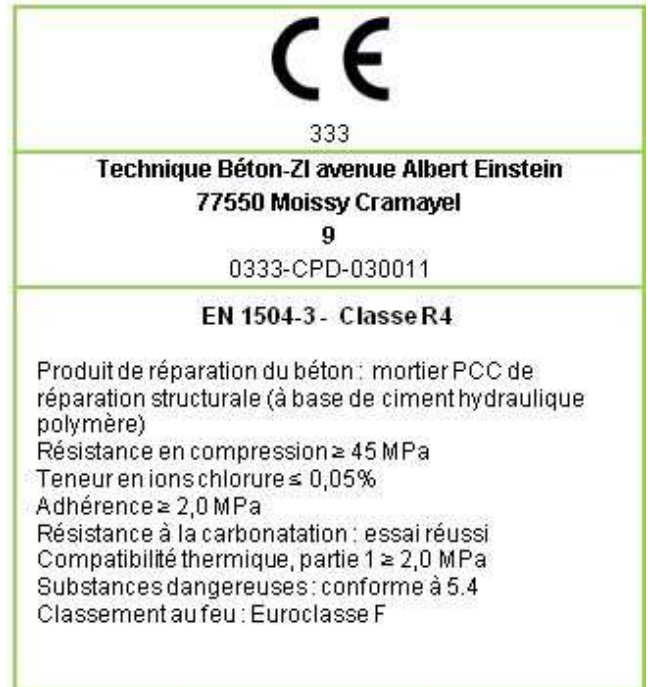 CE
333
Technique Béton-ZI avenue Albert Einstein
77550 Moissy Cramayel
9
0333-CPD-030011
EN 1504-3 - Classe R4
Produit de réparation du béton : mortier PCC de
réparation structurale (à base de ciment hydraulique
polymère)
Résistance en compression ≥ 45 MPa
Teneur en ions chlorure ≤ 0,05%
Adhérence ≥ 2,0 MPa
Résistance à la carbonatation : essai réussi
Compatibilité thermique, partie 1 ≥ 2,0 MPa
Substances dangereuses : conforme à 5.4
Classement au feu : Euroclasse F